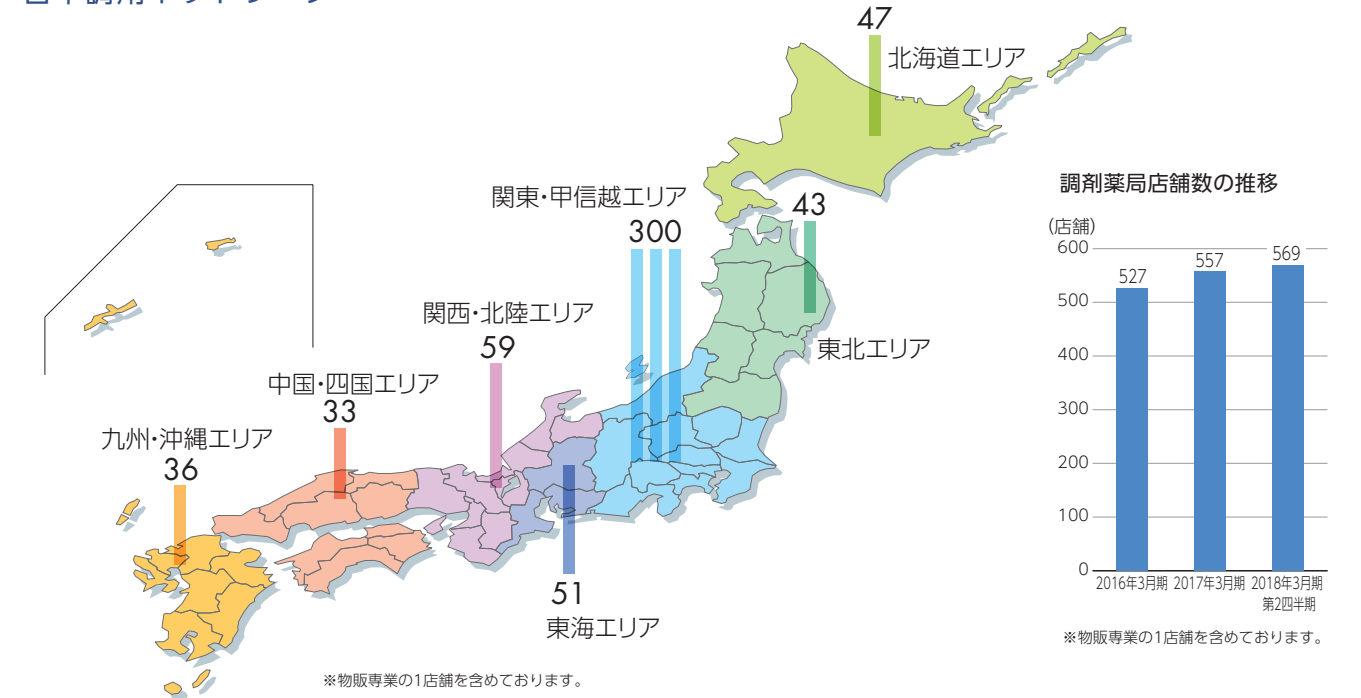 47
北海道エリア
関東・甲信越エリア
300
43
東北エリア
関西・北陸エリア
59
中国・四国エリア
33
九州・沖縄エリア
36
51
東海エリア
※物販専業の1店舗を含めております。
調剤薬局店舗数の推移
(店舗)
600
500
400
300
200
100
0
527
557
569
2016年3月期
2017年3月期
2018年3月期
第2四半期
※物販専業の1店舗を含めております。